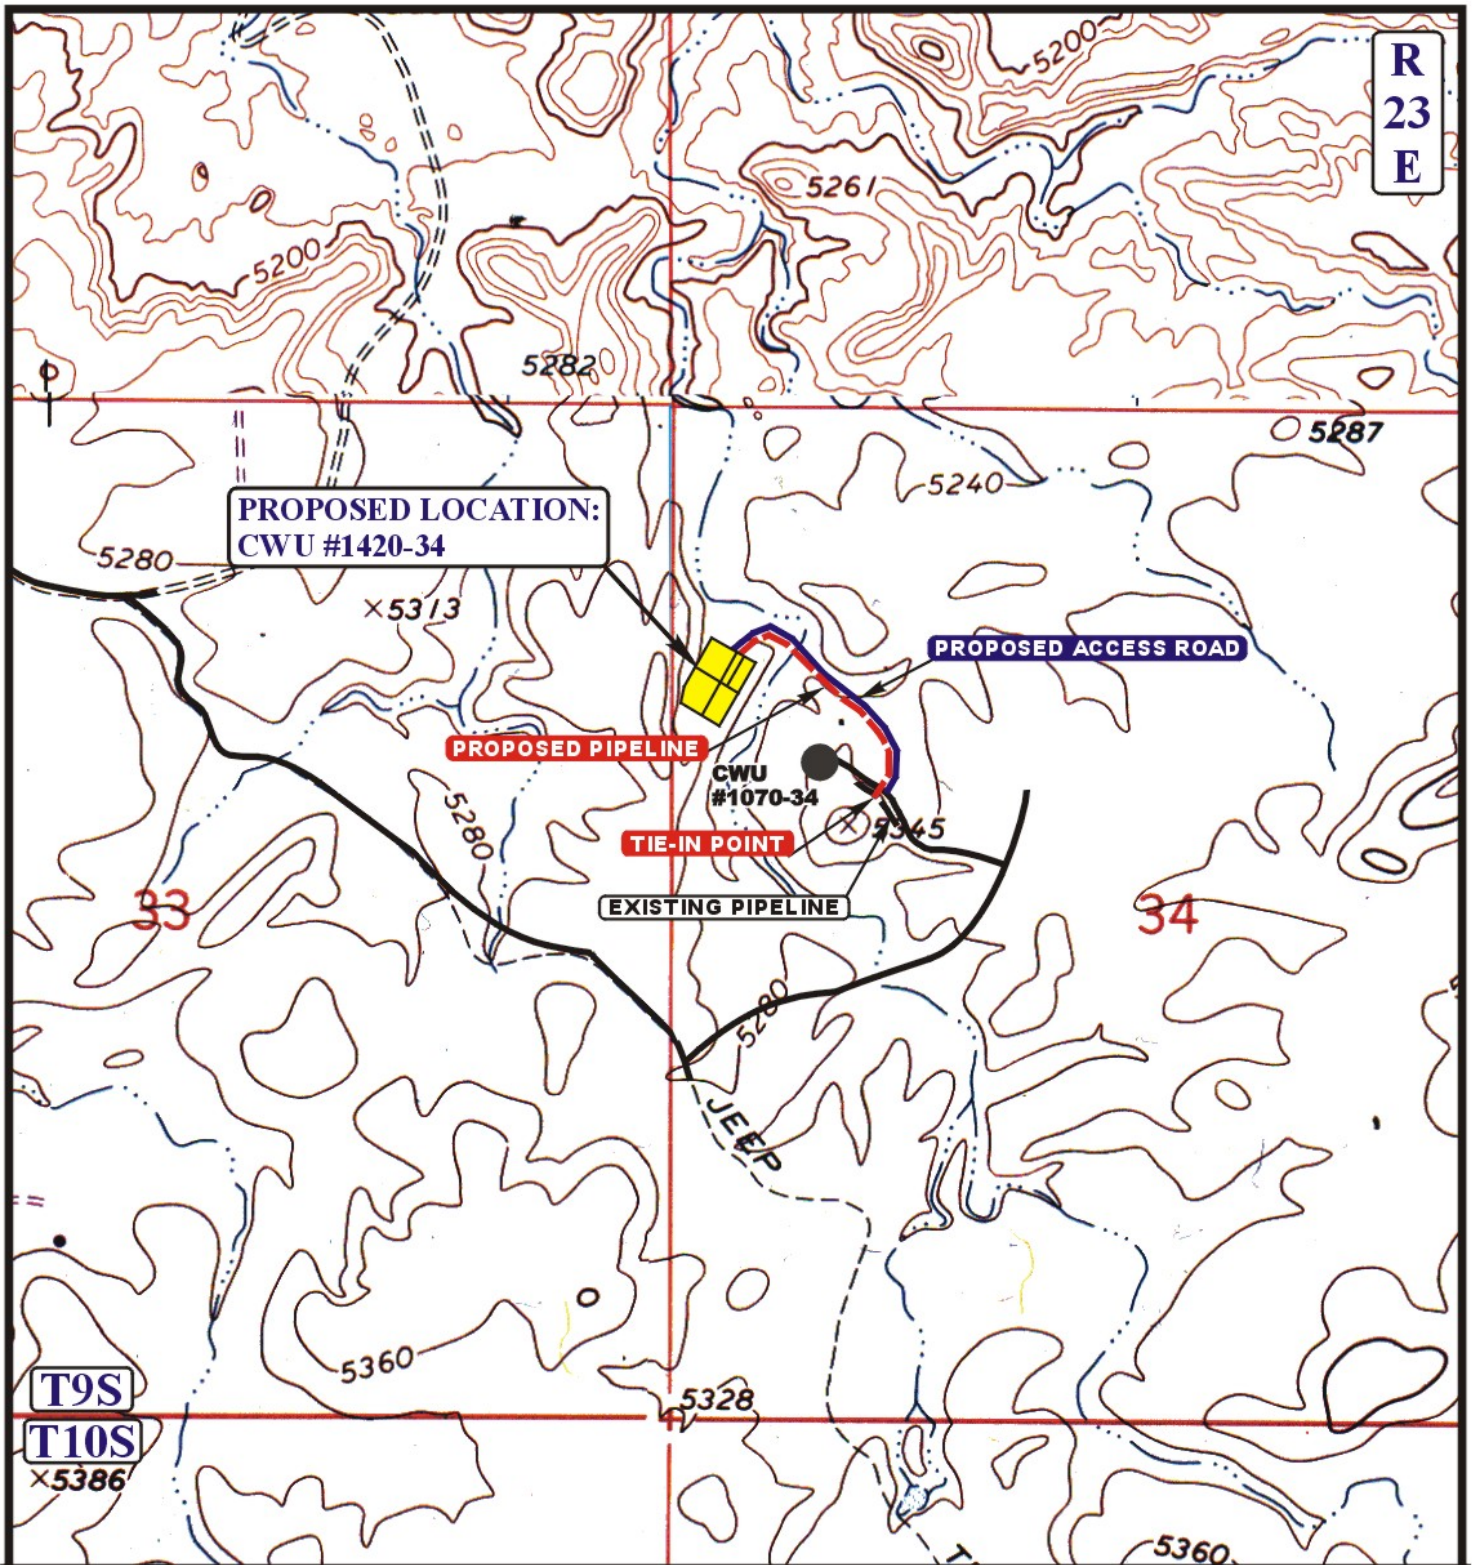 5200
R
23
E
5261
5200
5282
5287
5240
PROPOSED LOCATION:
CWU #1420-34
5280
5313
PROPOSED ACCESS ROAD
PROPOSED PIPELINE
CWU
#1070-34
5280
5345
TIE-IN POINT
33
EXISTING PIPELINE
34
5280
JEEP
5360
T9S
5328
T10S
5386
5360